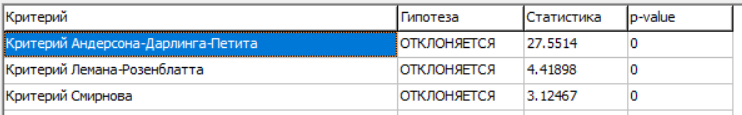 Критерий Гипотеза Статистика p-value
Критерий Андерсона-Дарлинга-Петита ОТКЛОНЯЕТСЯ 27.5514 0
Критерий Лемана-Розенблатта ОТКЛОНЯЕТСЯ 4.41898 0
Критерий Смирнова ОТКЛОНЯЕТСЯ 3.12467 0